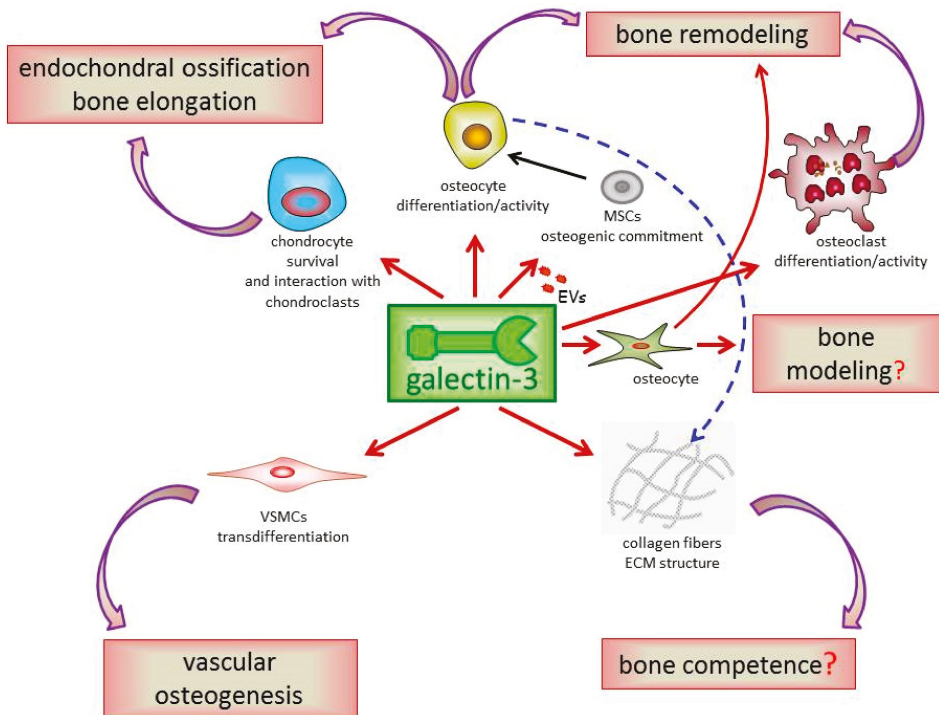 bone remodeling
endochondral ossification
bone elongation
osteocyte
differentiation/activity
MSCs
osteogenic commitment
osteoclast
differentiation/activity
chondrocyte
survival
and interaction with
chondroclasts
EVs
galectin-3
osteocyte
bone
modeling?
VSMCs
transdifferentiation
collagen fibers
ECM structure
vascular
osteogenesis
bone competence?